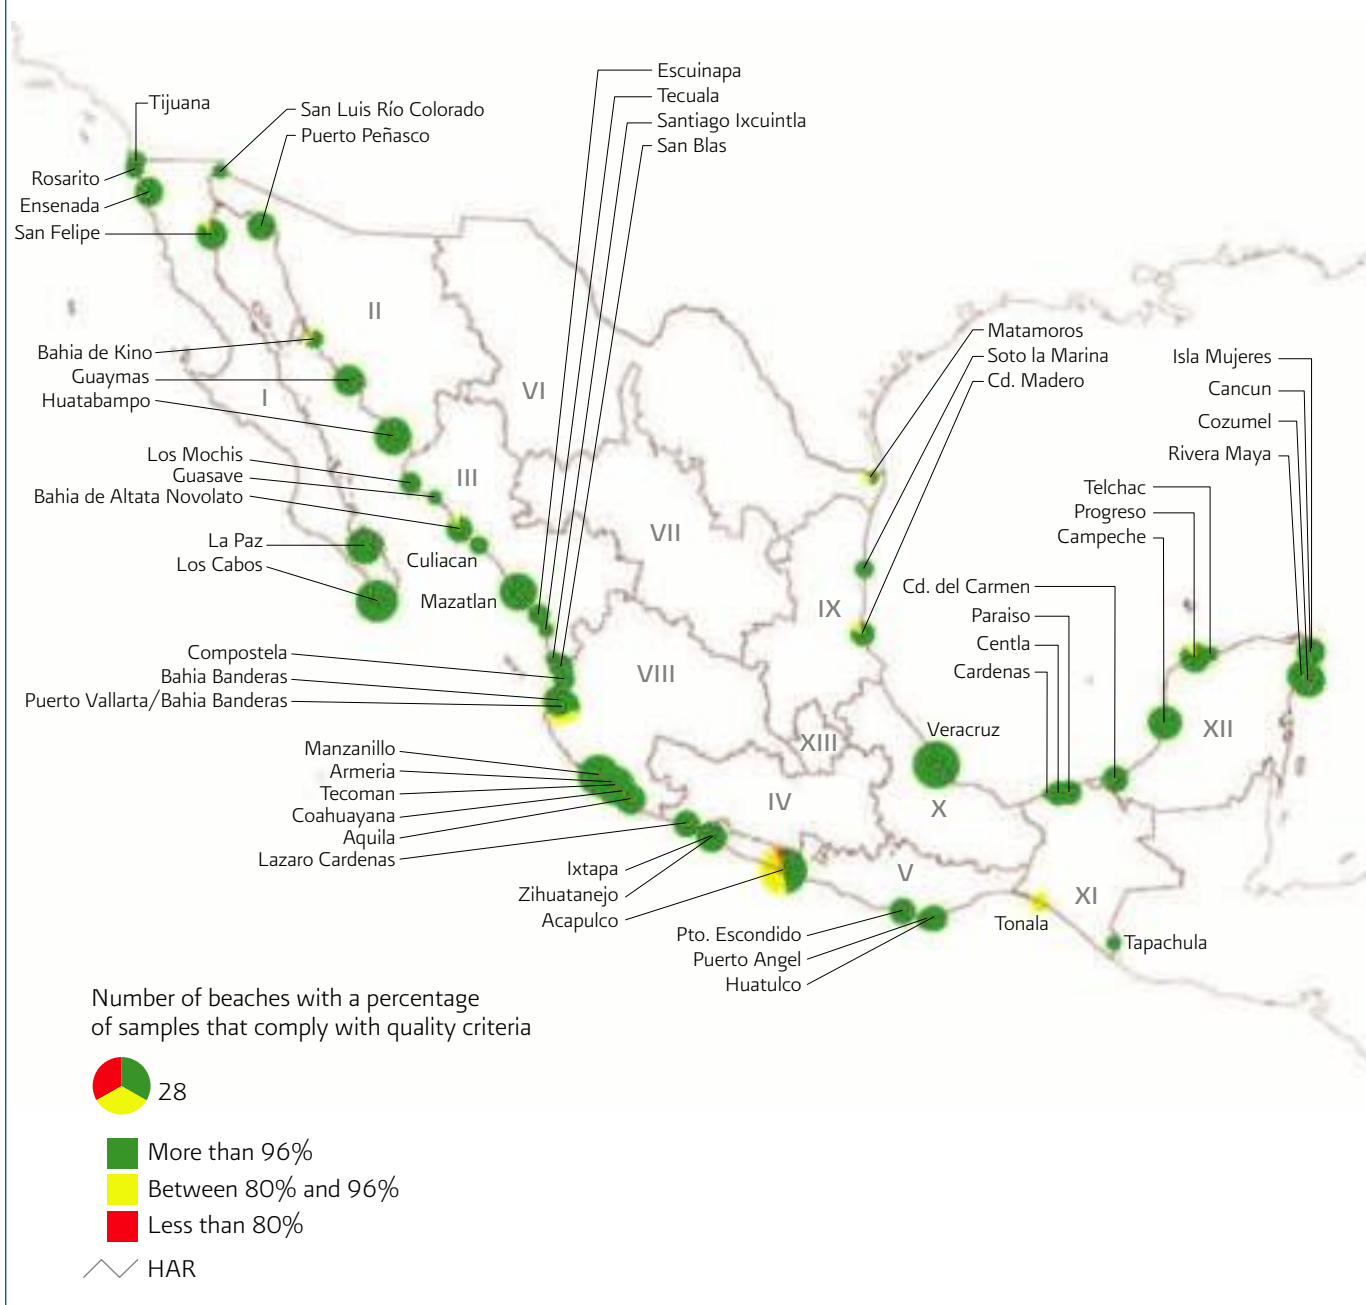 Escuinapa
Tecuala
Santiago Ixcuintla
San Blas
Tijuana
San Luis Río Colorado
Puerto Peñasco
Rosarito
Ensenada
San Felipe
Bahia de Kino
Guaymas
Huatabampo
Los Mochis
Guasave
Bahia de Altata Novolato
La Paz
Los Cabos
Culiacan
Mazatlan
Compostela
Bahia Banderas
Puerto Vallarta/Bahia Banderas
Manzanillo
Armeria
Tecoman
Coahuayana
Aquila
Lazaro Cardenas
Ixtapa
Zihuatanejo
Acapulco
Pto. Escondido
Puerto Angel
Huatulco
Tonala
Tapachula
Matamoros
Soto la Marina
Cd. Madero
Isla Mujeres
Cancun
Cozumel
Rivera Maya
Telchac
Progreso
Campeche
Cd. del Carmen
Paraiso
Centla
Cardenas
Veracruz
I
II
III
IV
V
VI
VII
VIII
IX
X
XI
XII
XIII
Number of beaches with a percentage
of samples that comply with quality criteria
28
More than 96%
Between 80% and 96%
Less than 80%
HAR